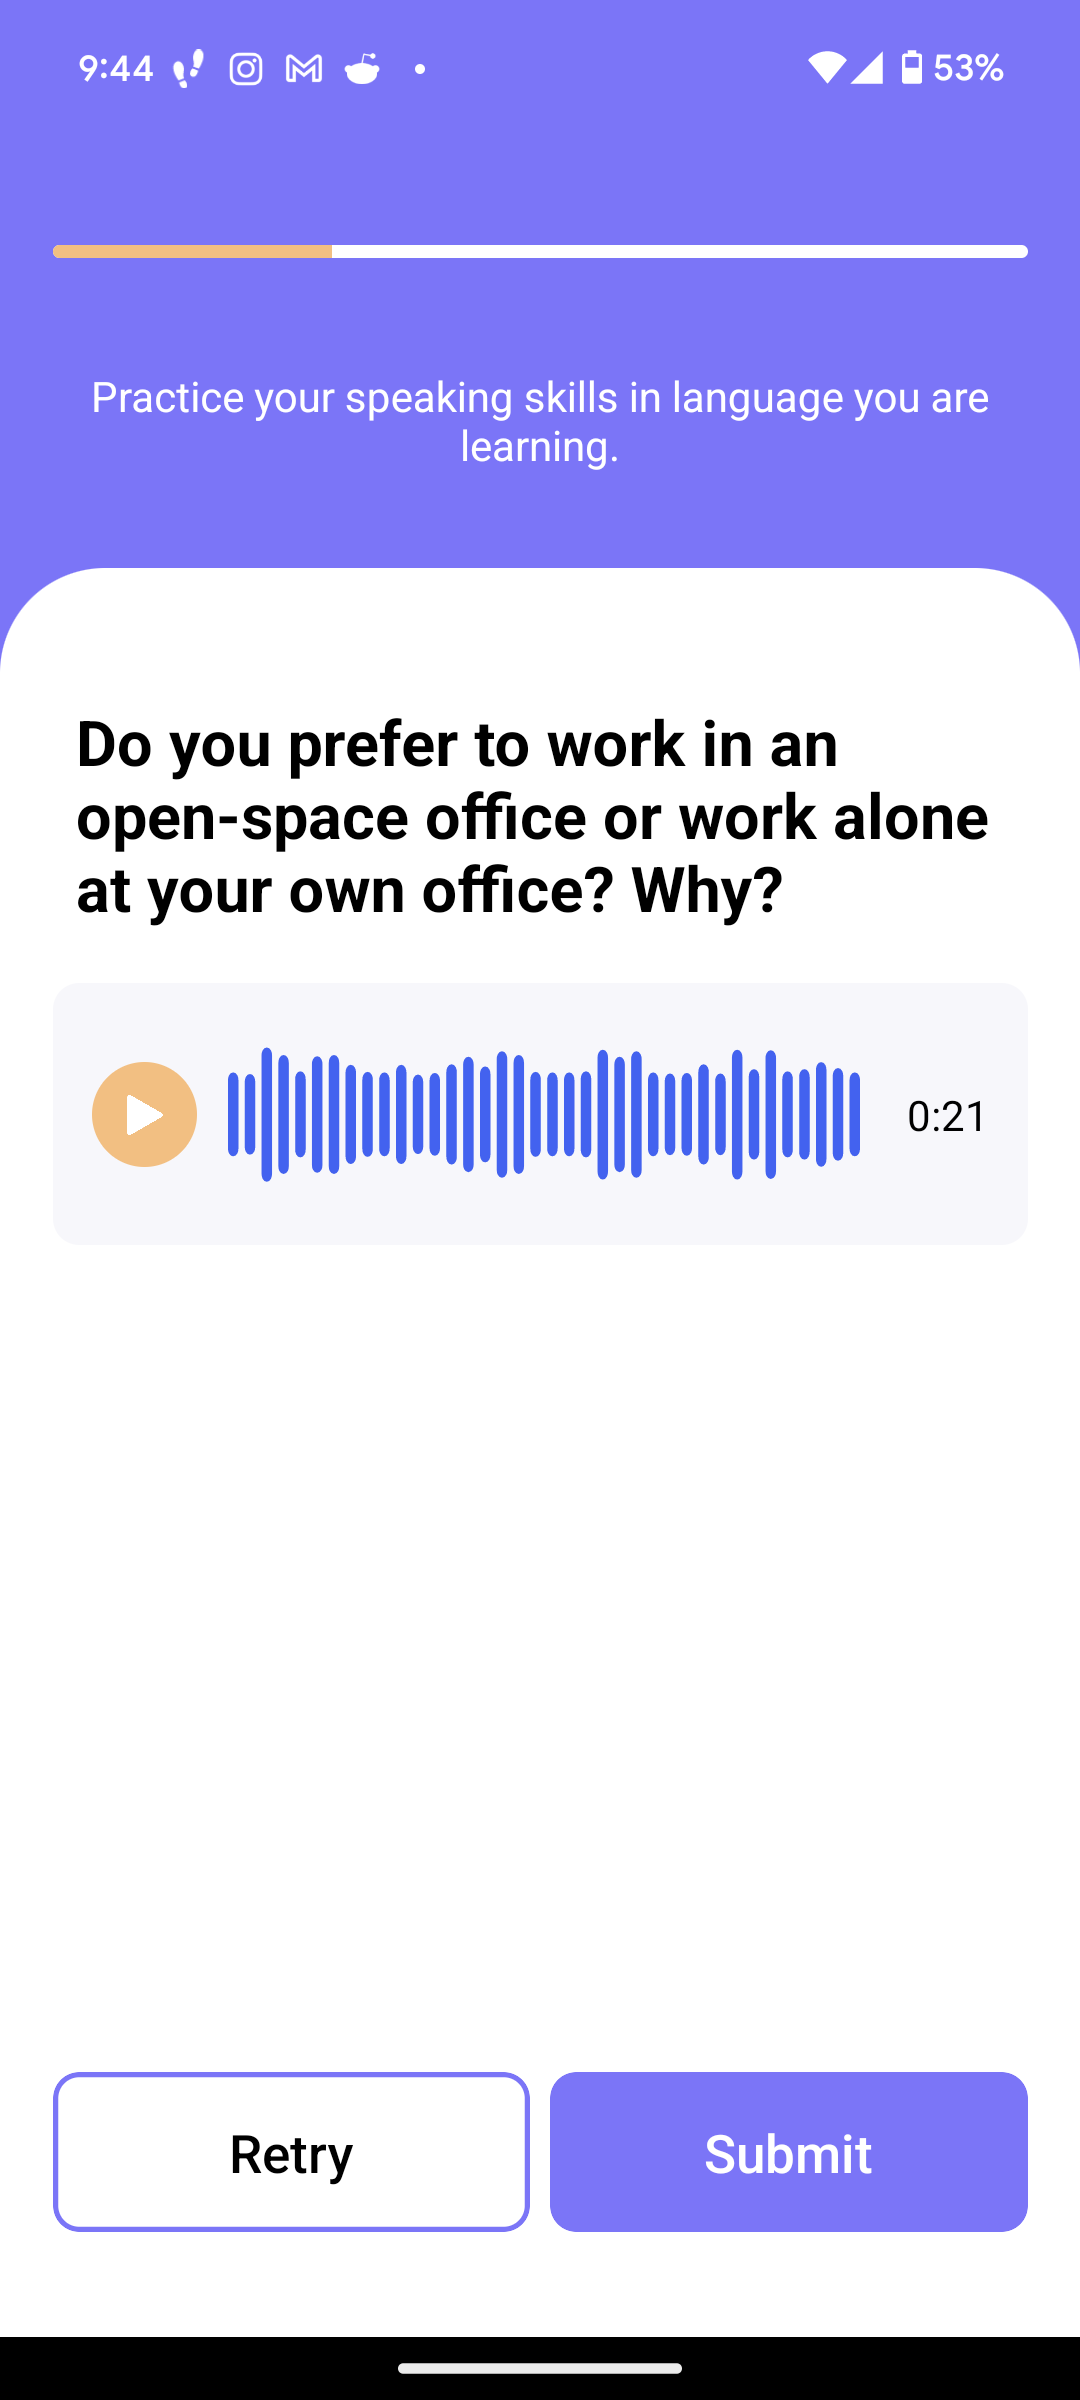 9:44
53%
Practice your speaking skills in language you are
learning.
Do you prefer to work in an
open-space office or work alone
at your own office? Why?
0:21
Retry
Submit